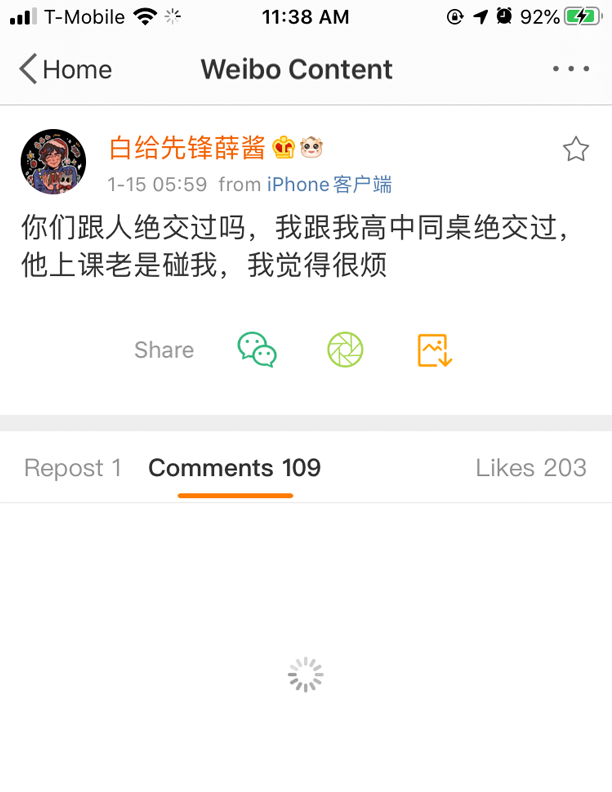 T-Mobile 11:38 AM 92%
Home Weibo Content
白给先锋薛酱
1-15 05:59 from iPhone客户端
你们跟人绝交过吗，我跟我高中同桌绝交过，
他上课老是碰我，我觉得很烦
Share
Repost 1 Comments 109 Likes 203